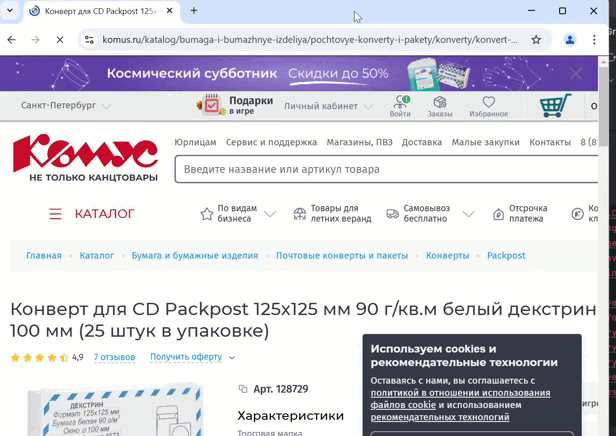 Конверт для CD Packpost 125x1
komus.ru/katalog/bumaga-i-bumazhnye-izdeliya/pochtovye-konverty-i-pakety/konverty/konvert-...
Космический субботник Скидки до 50%
Санкт-Петербург
Подарки
в игре
Личный кабинет
Войти
Заказы
Избранное
0
Комус
НЕ ТОЛЬКО КАНЦТОВАРЫ
Юрлицам Сервис и поддержка Магазины, ПВЗ Доставка Малые закупки Контакты 8 (8
Введите название или артикул товара
КАТАЛОГ
По видам
бизнеса
Товары для
летних веранд
Самовывоз
бесплатно
Отсрочка
платежа
Главная Каталог Бумага и бумажные изделия Почтовые конверты и пакеты Конверты Packpost
Конверт для CD Packpost 125x125 мм 90 г/кв.м белый декстрин
100 мм (25 штук в упаковке)
4,9 7 отзывов Получить оферту
Арт. 128729
Характеристики
Торговая марка
ДЕКСТРИН
Формат 125х125 мм
Бумага белая 90 г/м²
Используем cookies и
рекомендательные технологии
Оставаясь с нами, вы соглашаетесь с
политикой в отношении использования
файлов cookie и использованием
рекомендательных технологий